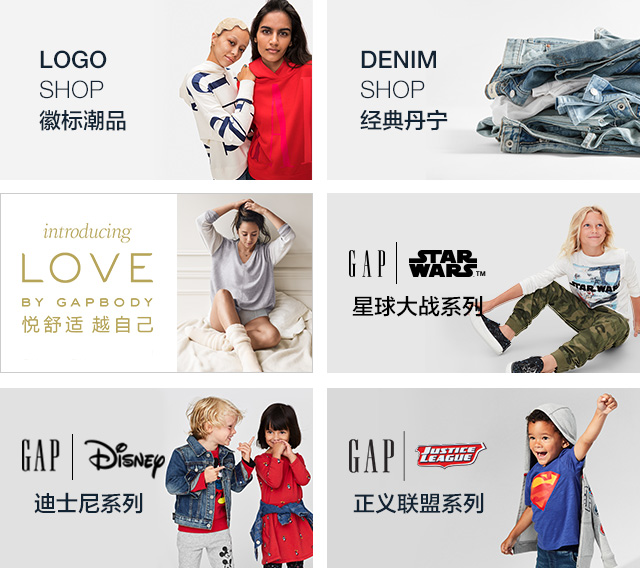 LOGO
SHOP
徽标潮品
DENIM
SHOP
经典丹宁
introducing
LOVE
BY GAPBODY
悦舒适 越自己
GAP STAR WARS™
星球大战系列
STAR WARS
GAP Disney
迪士尼系列
GAP JUSTICE LEAGUE
正义联盟系列